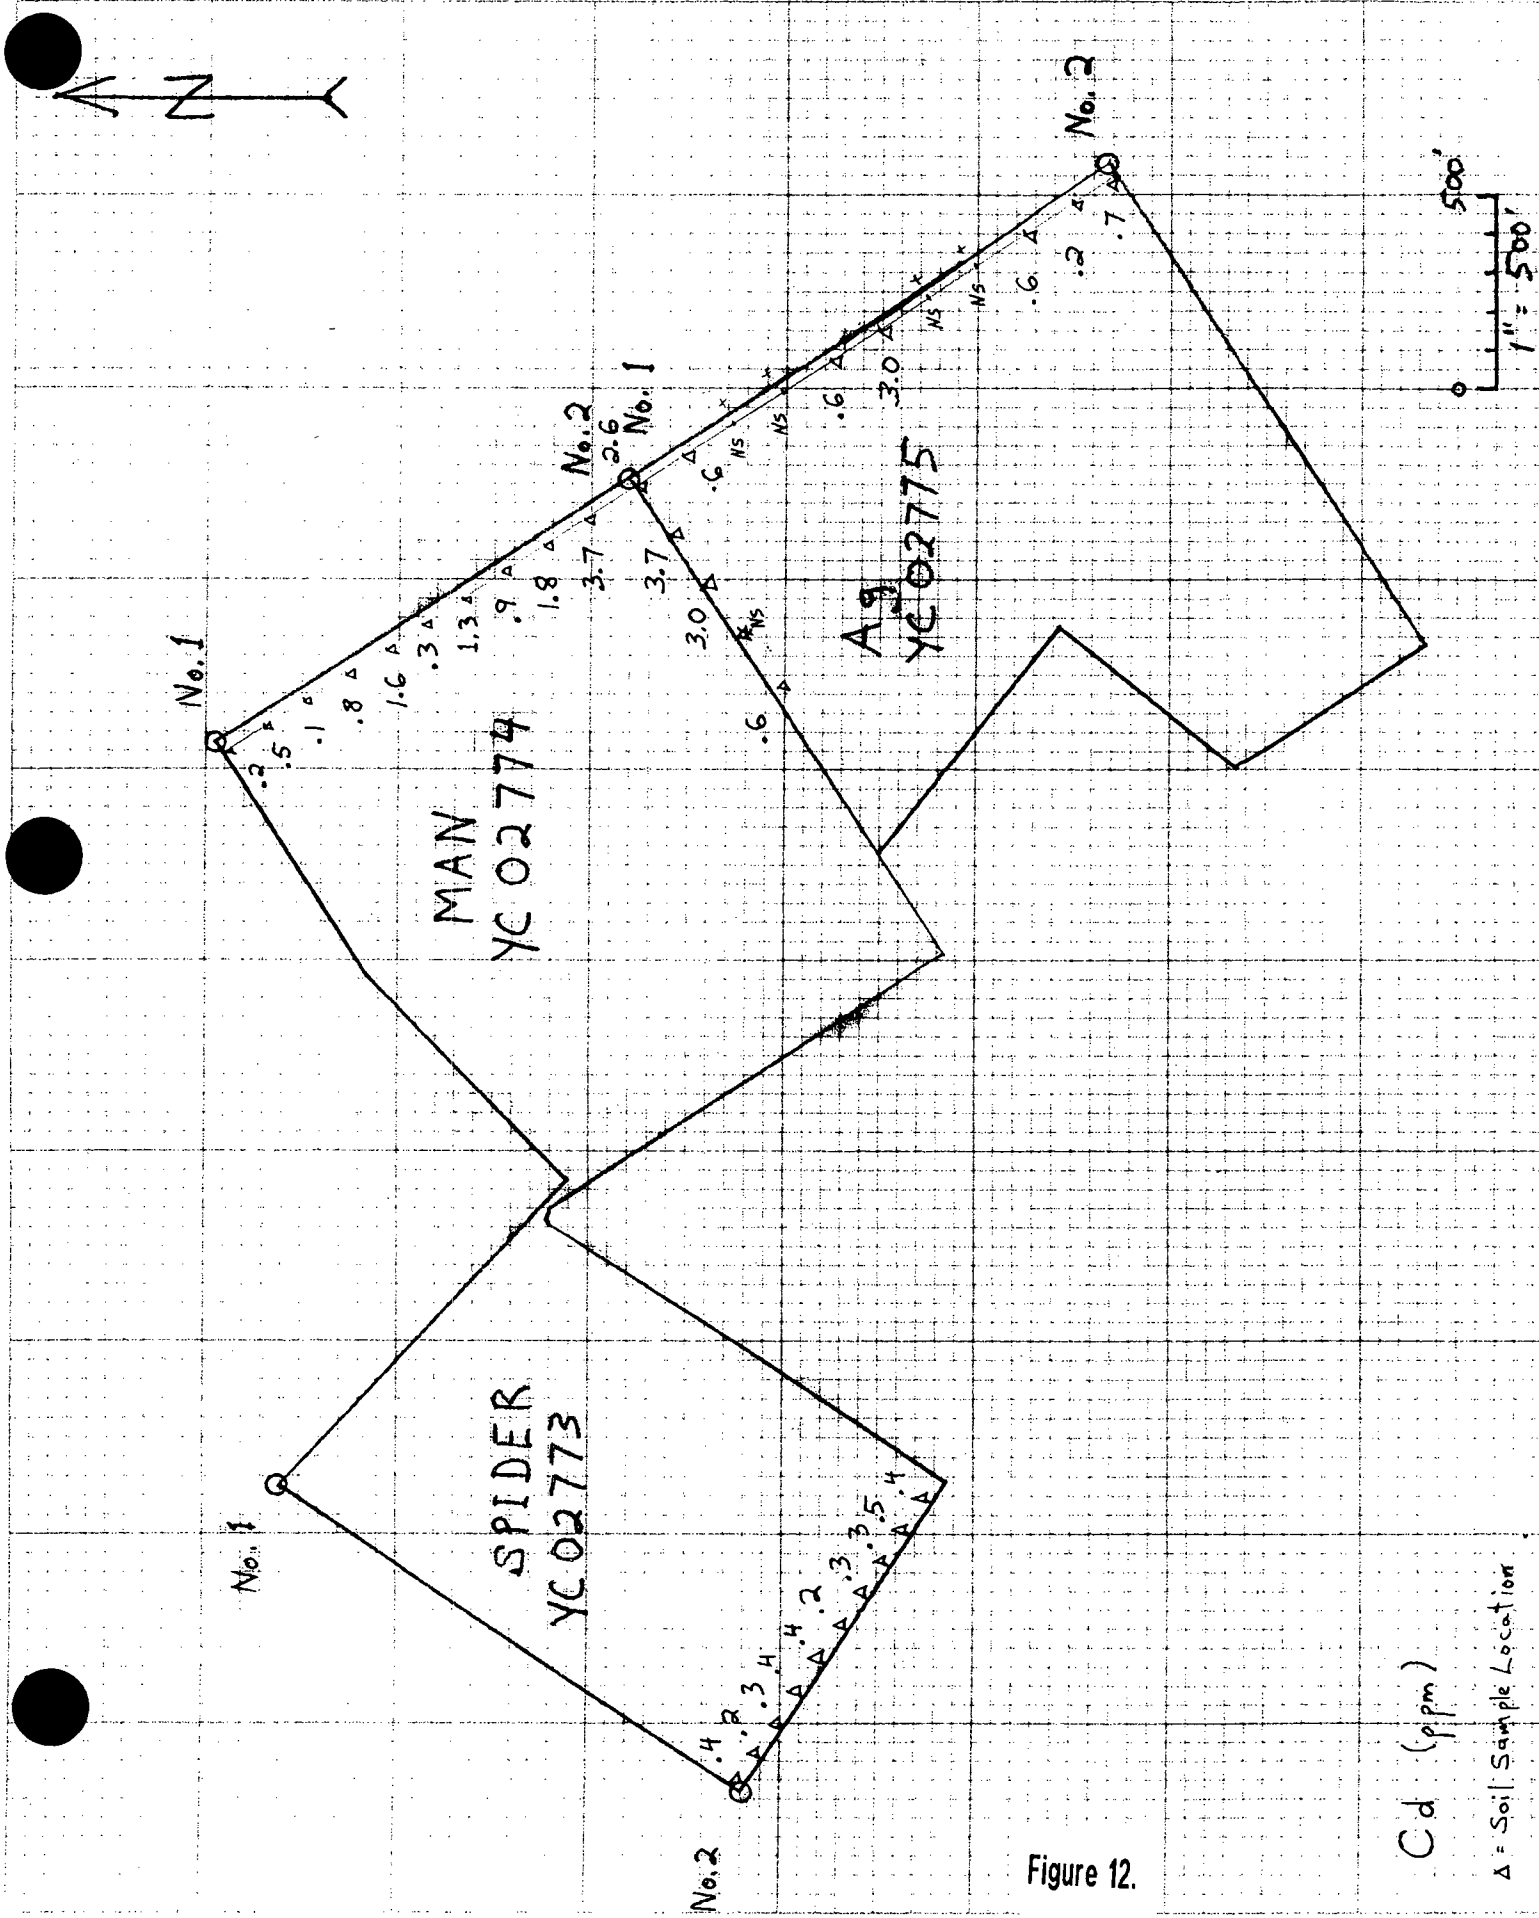 N
No. 1
.2
.5
.1
.8
1.6
.3
1.3
.9
1.8
3.7
No. 2
2.6
No. 1
MAN
YC 02774
3.7
3.0
NS
.6
.6
NS
NS
.6
3.0
NS
NS
.6
.2
.7
No. 2
Ag
YC 02775
No. 1
SPIDER
YC 02773
No. 2
.4
.2
.3
.4
.4
.2
.3
.3
.5
.4
Cd (ppm)
Δ = Soil Sample Location
0
500'
1" = 500'
Figure 12.